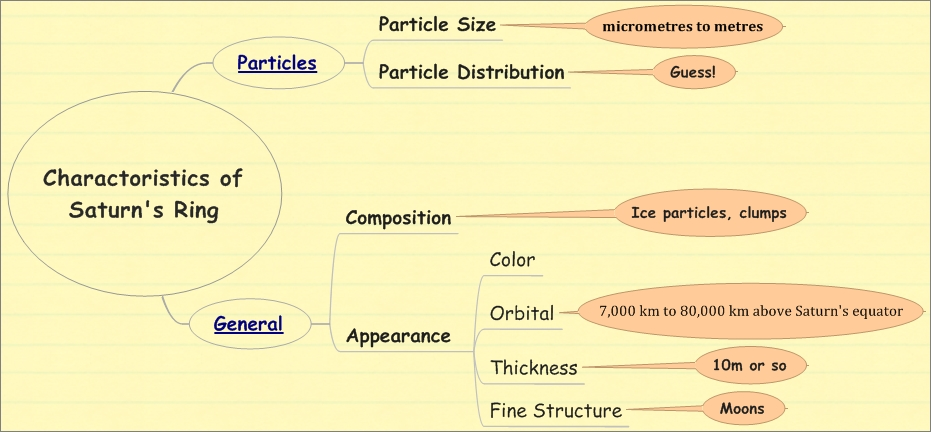 Particle Size
micrometres to metres
Particles
Particle Distribution
Guess!
Charactoristics of
Saturn's Ring
Composition
Ice particles, clumps
Color
Orbital
7,000 km to 80,000 km above Saturn's equator
General
Appearance
Thickness
10m or so
Fine Structure
Moons